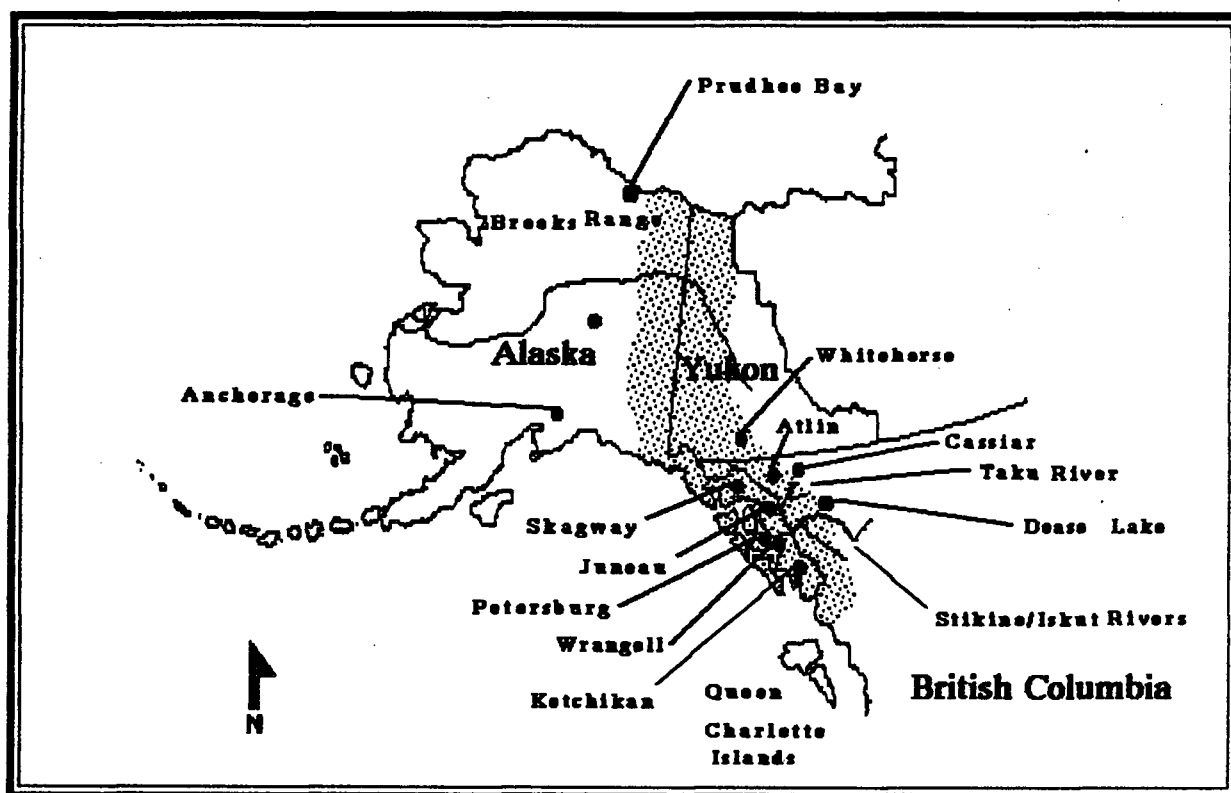 Prudhoe Bay
Brooks Range
Alaska
Yukon
Whitehorse
Anchorage
Atlin
Cassiar
Taku River
Skagway
Dease Lake
Juneau
Petersburg
Stikine/Iskut Rivers
Wrangell
Ketchikan
Queen
Charlotte
Islands
British Columbia
N